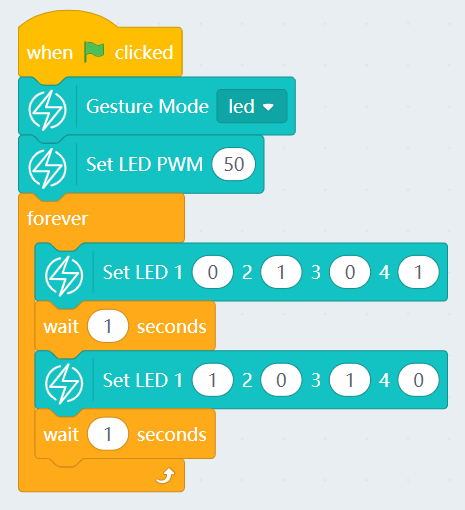 when clicked
Gesture Mode led
Set LED PWM 50
forever
Set LED 1 0 2 1 3 0 4 1
wait 1 seconds
Set LED 1 1 2 0 3 1 4 0
wait 1 seconds